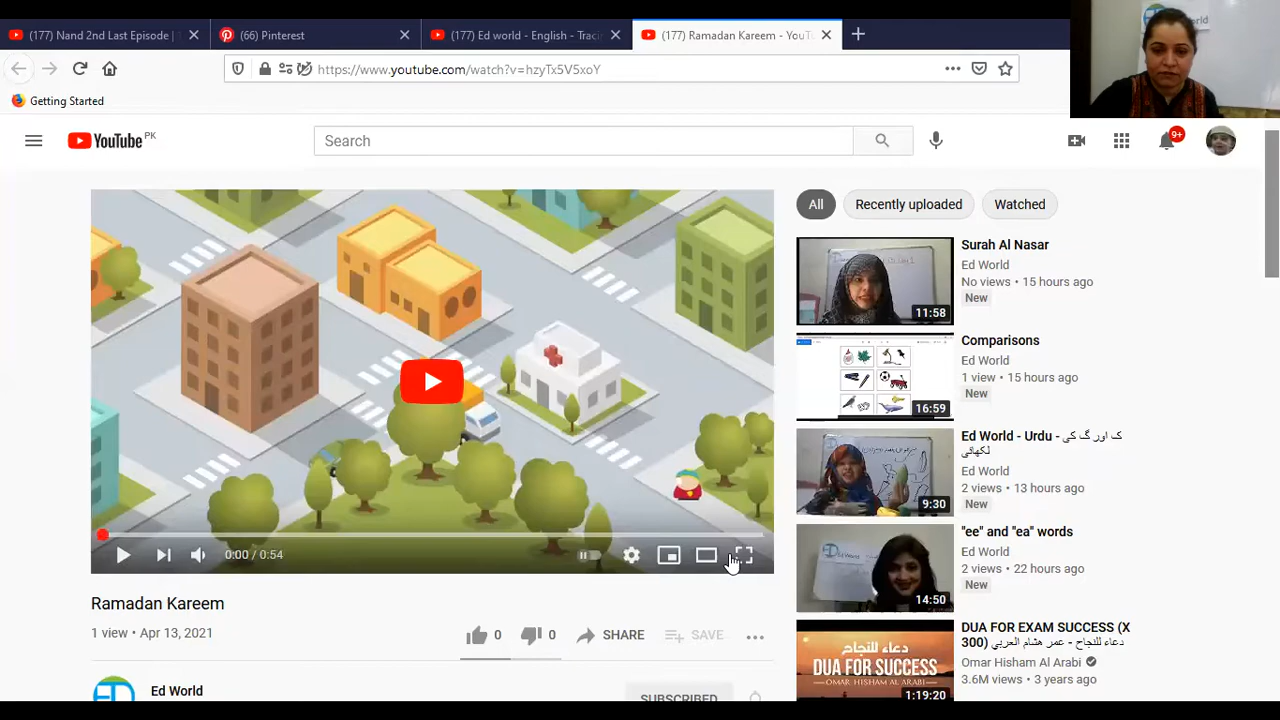 (177) Nand 2nd Last Episode |
(66) Pinterest
(177) Ed world - English - Traci
(177) Ramadan Kareem - YouT
https://www.youtube.com/watch?v=hzyTx5V5xoY
Getting Started
YouTube PK
Search
9+
All
Recently uploaded
Watched
Surah Al Nasar
Ed World
No views • 15 hours ago
New
11:58
Comparisons
Ed World
1 view • 15 hours ago
New
16:59
Ed World - Urdu - ک اور گ کی
لکھائی
Ed World
2 views • 13 hours ago
New
9:30
"ee" and "ea" words
Ed World
2 views • 22 hours ago
New
14:50
DUA FOR EXAM SUCCESS (X
300) دعاء للنجاح - عمر هشام العربي
Omar Hisham Al Arabi
3.6M views • 3 years ago
دعاء للنجاح
DUA FOR SUCCESS
OMAR HISHAM AL ARABI
1:19:20
0:00 / 0:54
Ramadan Kareem
1 view • Apr 13, 2021
0
0
SHARE
SAVE
Ed World
SUBSCRIBED